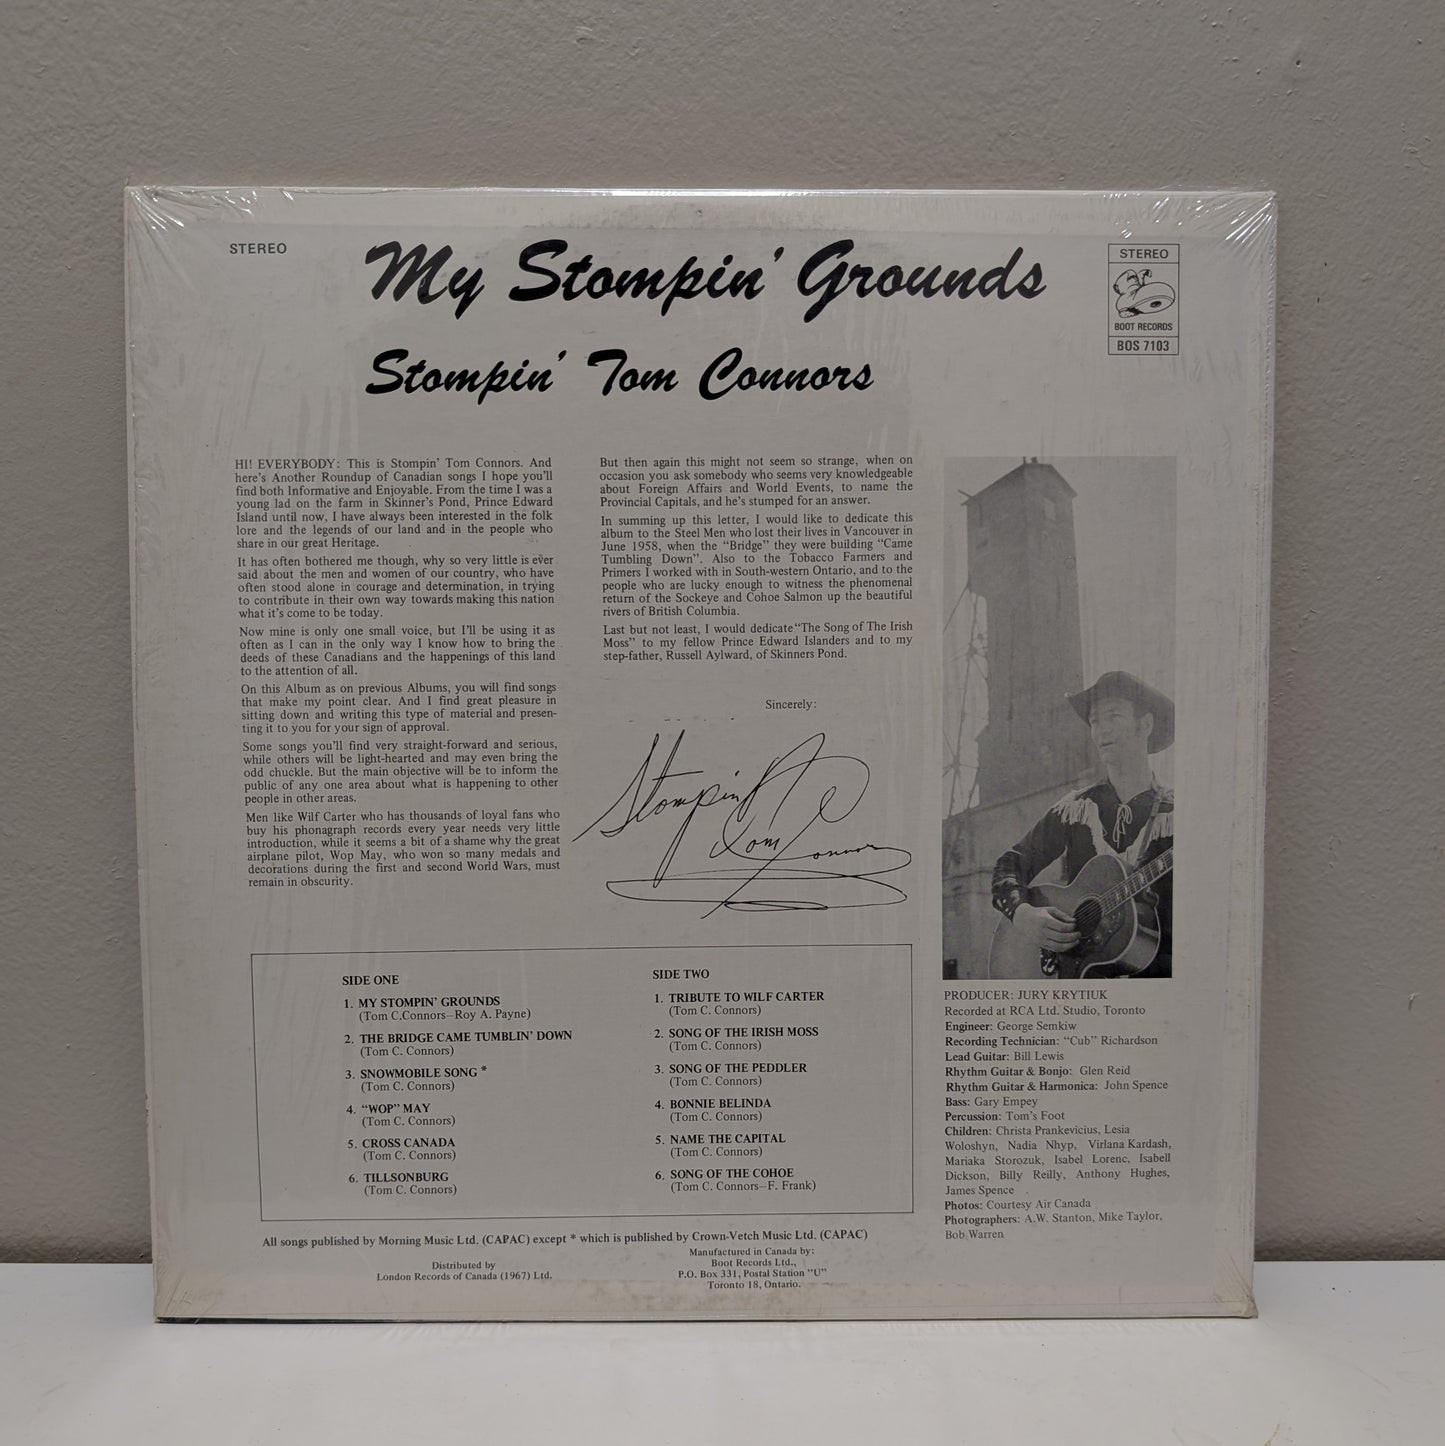 STEREO
My Stompin' Grounds
Stompin' Tom Connors
STEREO
BOOT RECORDS
BOS 7103
HI! EVERYBODY: This is Stompin' Tom Connors. And
here's Another Roundup of Canadian songs I hope you'll
find both Informative and Enjoyable. From the time I was a
young lad on the farm in Skinner's Pond, Prince Edward
Island until now, I have always been interested in the folk
lore and the legends of our land and in the people who
share in our great Heritage.
It has often bothered me though, why so very little is ever
said about the men and women of our country, who have
often stood alone in courage and determination, in trying
to contribute in their own way towards making this nation
what it's come to be today.
Now mine is only one small voice, but I'll be using it as
often as I can in the only way I know how to bring the
deeds of these Canadians and the happenings of this land
to the attention of all.
On this Album as on previous Albums, you will find songs
that make my point clear. And I find great pleasure in
sitting down and writing this type of material and presen-
ting it to you for your sign of approval.
Some songs you'll find very straight-forward and serious,
while others will be light-hearted and may even bring the
odd chuckle. But the main objective will be to inform the
public of any one area about what is happening to other
people in other areas.
Men like Wilf Carter who has thousands of loyal fans who
buy his phonagraph records every year needs very little
introduction, while it seems a bit of a shame why the great
airplane pilot, Wop May, who won so many medals and
decorations during the first and second World Wars, must
remain in obscurity.
But then again this might not seem so strange, when on
occasion you ask somebody who seems very knowledgeable
about Foreign Affairs and World Events, to name the
Provincial Capitals, and he's stumped for an answer.
In summing up this letter, I would like to dedicate this
album to the Steel Men who lost their lives in Vancouver in
June 1958, when the "Bridge" they were building "Came
Tumbling Down". Also to the Tobacco Farmers and
Primers I worked with in South-western Ontario, and to the
people who are lucky enough to witness the phenomenal
return of the Sockeye and Cohoe Salmon up the beautiful
rivers of British Columbia.
Last but not least, I would dedicate "The Song of The Irish
Moss" to my fellow Prince Edward Islanders and to my
step-father, Russell Aylward, of Skinners Pond.
Sincerely:
Stompin
Tom Connors
SIDE ONE
1. MY STOMPIN' GROUNDS
(Tom C.Connors—Roy A. Payne)
2. THE BRIDGE CAME TUMBLIN' DOWN
(Tom C. Connors)
3. SNOWMOBILE SONG *
(Tom C. Connors)
4. "WOP" MAY
(Tom C. Connors)
5. CROSS CANADA
(Tom C. Connors)
6. TILLSONBURG
(Tom C. Connors)
SIDE TWO
1. TRIBUTE TO WILF CARTER
(Tom C. Connors)
2. SONG OF THE IRISH MOSS
(Tom C. Connors)
3. SONG OF THE PEDDLER
(Tom C. Connors)
4. BONNIE BELINDA
(Tom C. Connors)
5. NAME THE CAPITAL
(Tom C. Connors)
6. SONG OF THE COHOE
(Tom C. Connors—F. Frank)
PRODUCER: JURY KRYTIUK
Recorded at RCA Ltd. Studio, Toronto
Engineer: George Semkiw
Recording Technician: "Cub" Richardson
Lead Guitar: Bill Lewis
Rhythm Guitar & Bonjo: Glen Reid
Rhythm Guitar & Harmonica: John Spence
Bass: Gary Empey
Percussion: Tom's Foot
Children: Christa Prankevicius, Lesia
Woloshyn, Nadia Nhyp, Virlana Kardash,
Mariaka Storozuk, Isabel Lorenc, Isabell
Dickson, Billy Reilly, Anthony Hughes,
James Spence
Photos: Courtesy Air Canada
Photographers: A.W. Stanton, Mike Taylor,
Bob Warren
All songs published by Morning Music Ltd. (CAPAC) except * which is published by Crown-Vetch Music Ltd. (CAPAC)
Distributed by
London Records of Canada (1967) Ltd.
Manufactured in Canada by:
Boot Records Ltd.,
P.O. Box 331, Postal Station "U"
Toronto 18, Ontario.